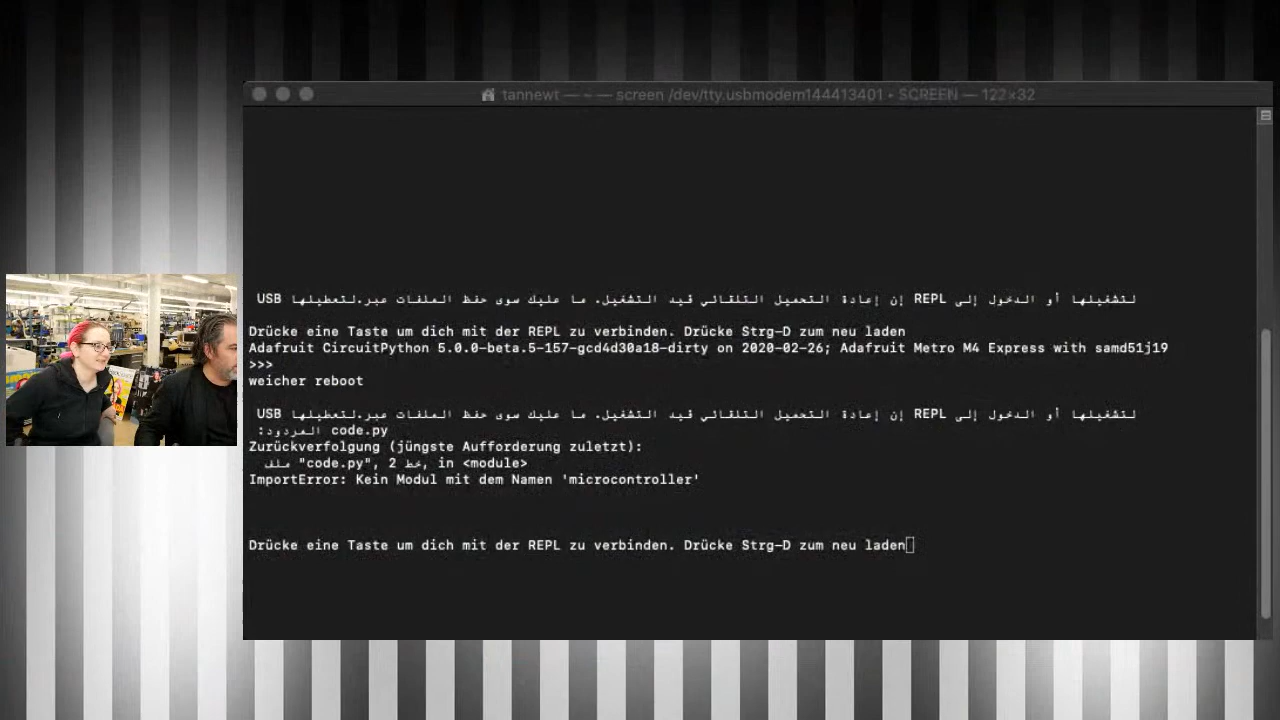 tannewt — ~ — screen /dev/tty.usbmodem144413401 • SCREEN — 122×32
لتشغيلها أو الدخول إلى REPL إن إعادة التحميل التلقائي قيد التشغيل. ما عليك سوى حفظ الملفات عبر.لتعطيلها USB
Drücke eine Taste um dich mit der REPL zu verbinden. Drücke Strg-D zum neu laden
Adafruit CircuitPython 5.0.0-beta.5-157-gcd4d30a18-dirty on 2020-02-26; Adafruit Metro M4 Express with samd51j19
>>>
weicher reboot
لتشغيلها أو الدخول إلى REPL إن إعادة التحميل التلقائي قيد التشغيل. ما عليك سوى حفظ الملفات عبر.لتعطيلها USB
code.py المردود:
Zurückverfolgung (jüngste Aufforderung zuletzt):
ملف "code.py", خط 2, in <module>
ImportError: Kein Modul mit dem Namen 'microcontroller'
Drücke eine Taste um dich mit der REPL zu verbinden. Drücke Strg-D zum neu laden